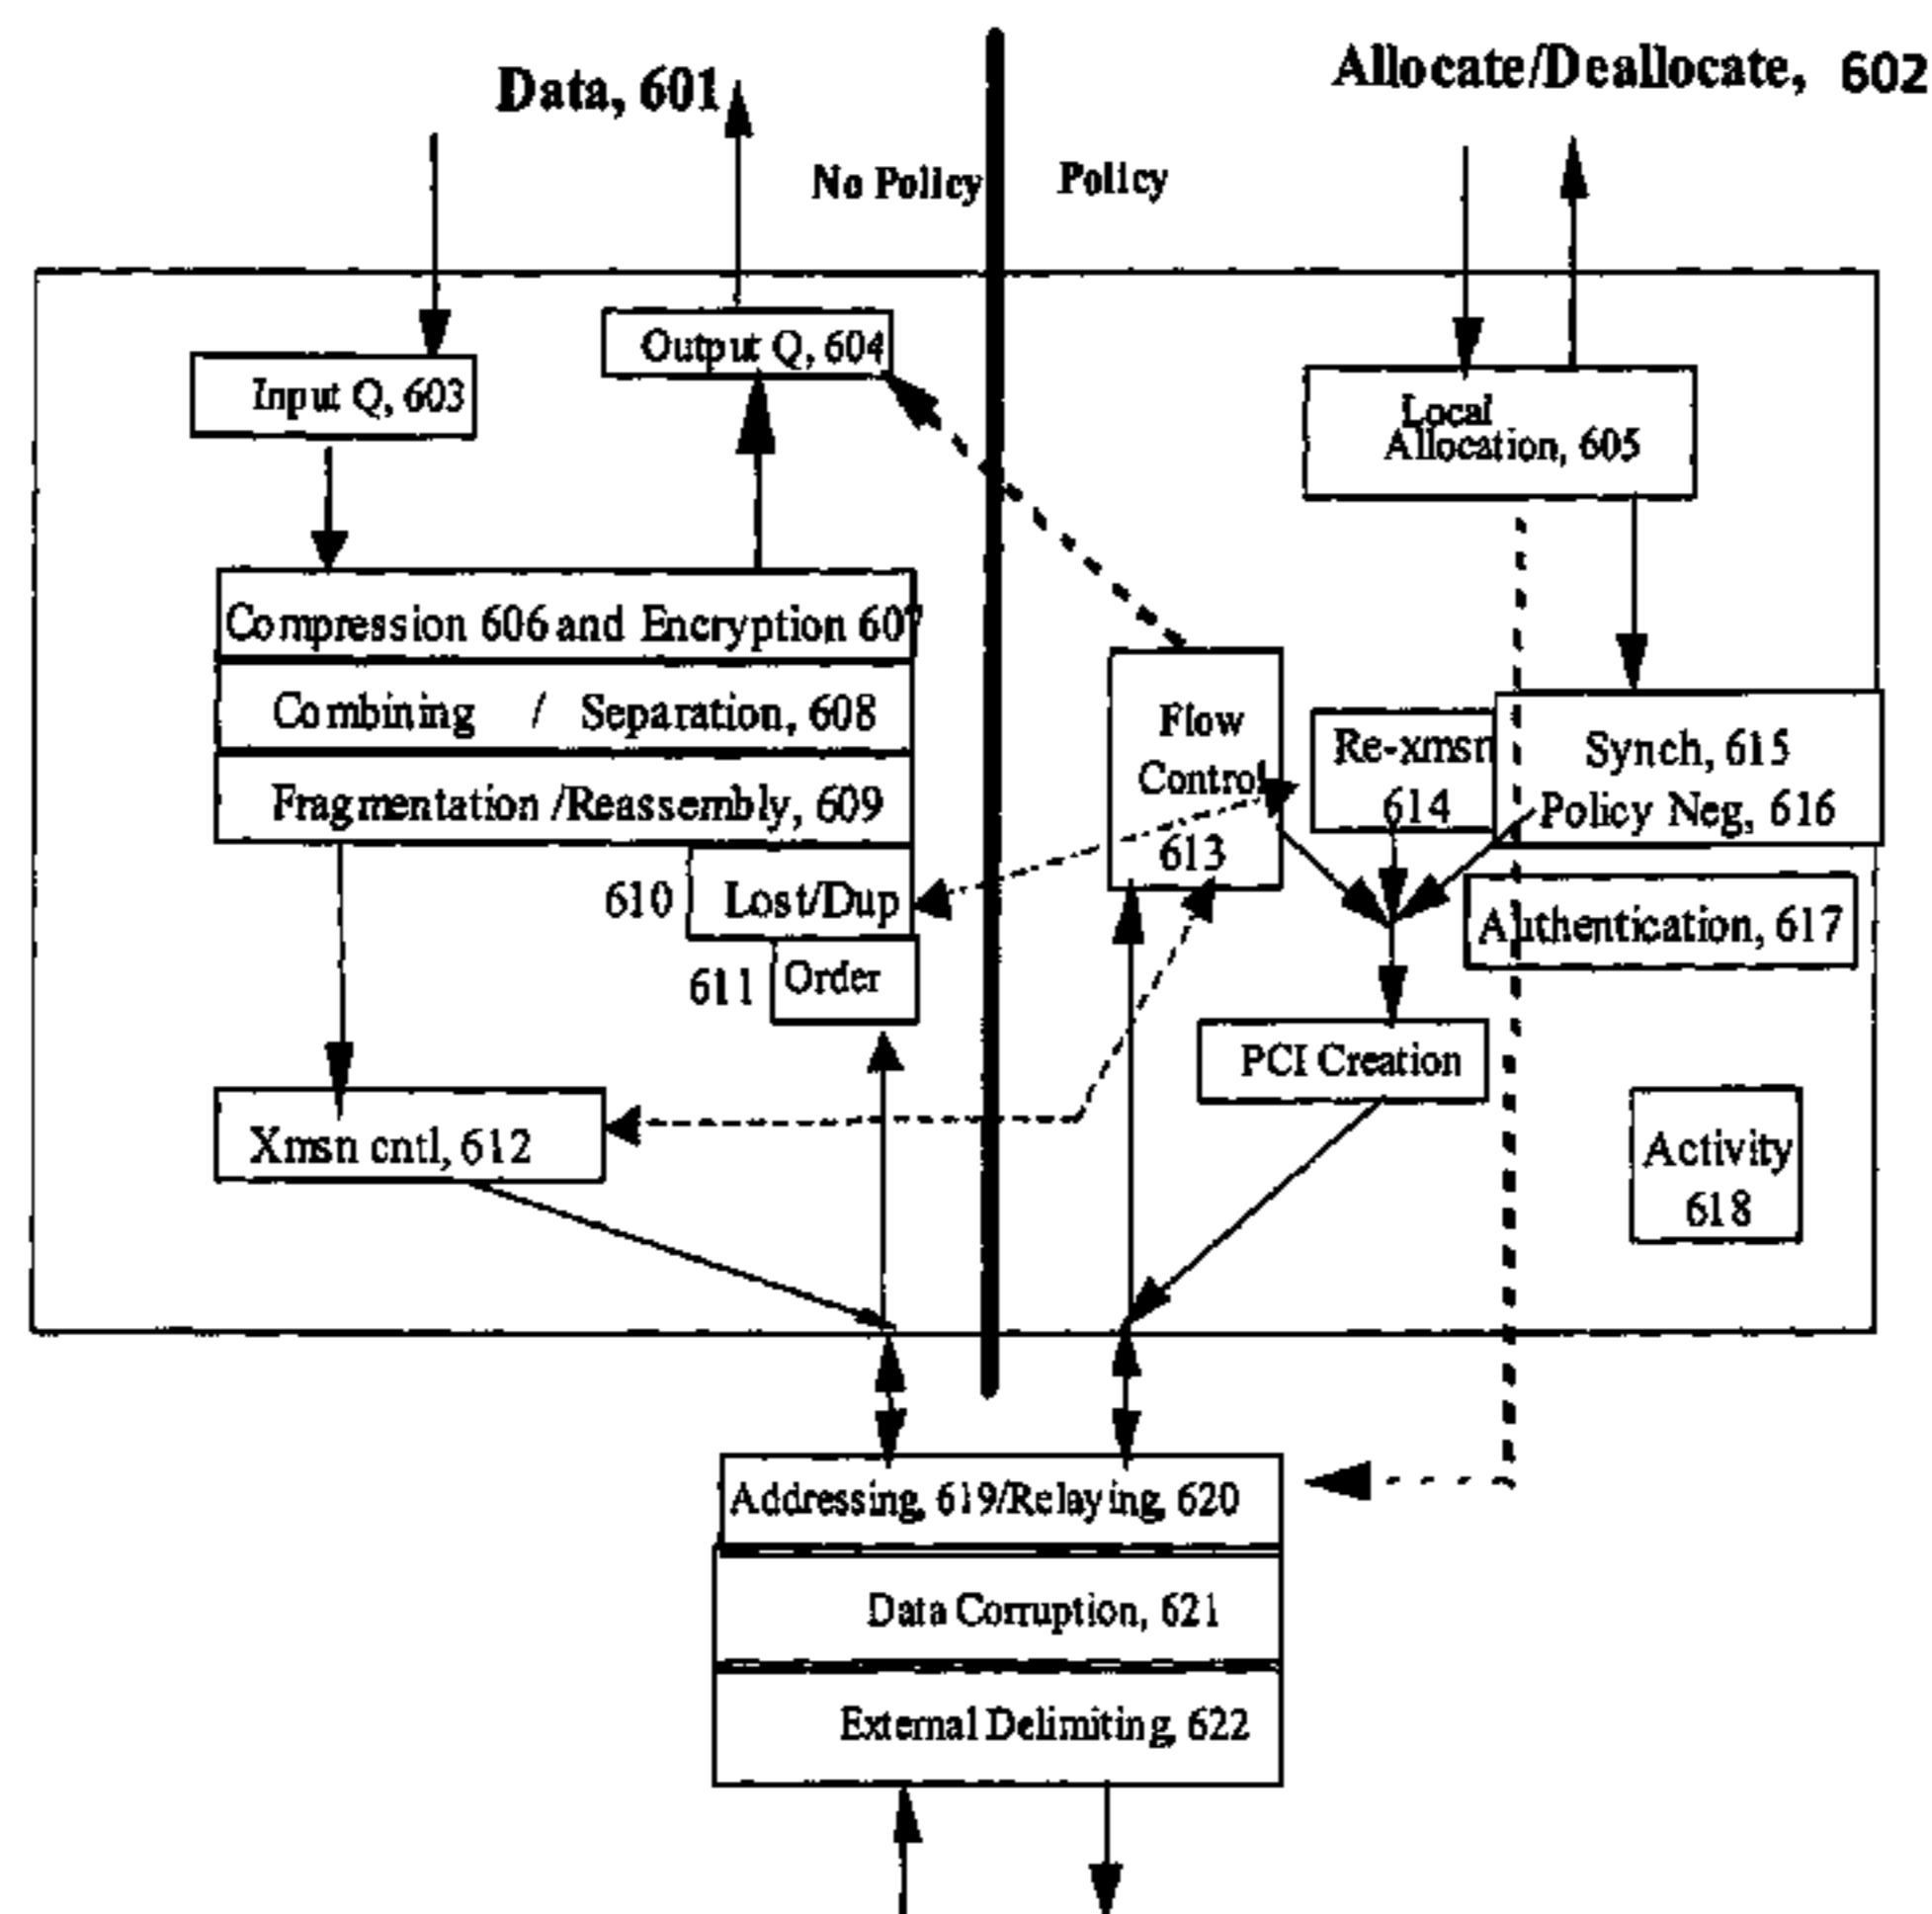 Data, 601
Allocate/Deallocate, 602
No Policy
Policy
Output Q, 604
Input Q, 603
Local
Allocation, 605
Compression 606 and Encryption 607
Combining / Separation, 608
Fragmentation /Reassembly, 609
610 Lost/Dup
611 Order
Xmsn cntl, 612
Flow
Control
613
Re-xmsn
614
Synch, 615
Policy Neg, 616
Authentication, 617
PCI Creation
Activity
618
Addressing, 619/Relaying, 620
Data Corruption, 621
External Delimiting, 622